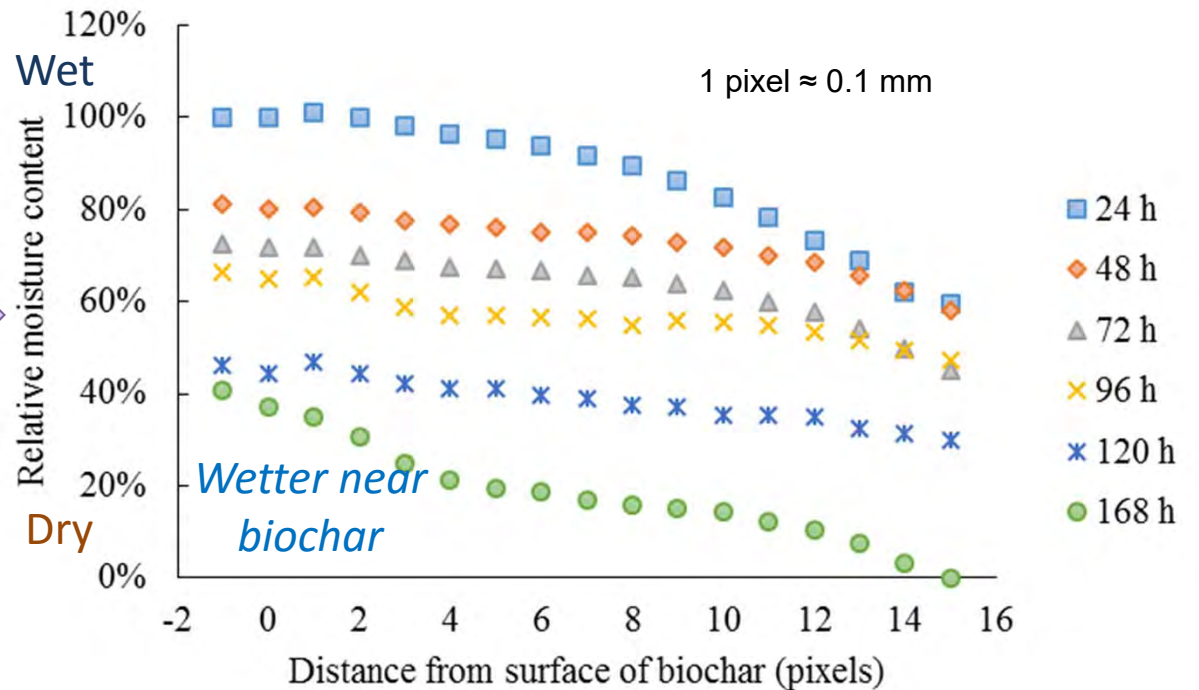 120%
Wet
1 pixel ≈ 0.1 mm
100%
80%
60%
40%
20%
0%
Relative moisture content
24 h
48 h
72 h
96 h
120 h
168 h
Wetter near
biochar
Dry
-2 0 2 4 6 8 10 12 14 16
Distance from surface of biochar (pixels)